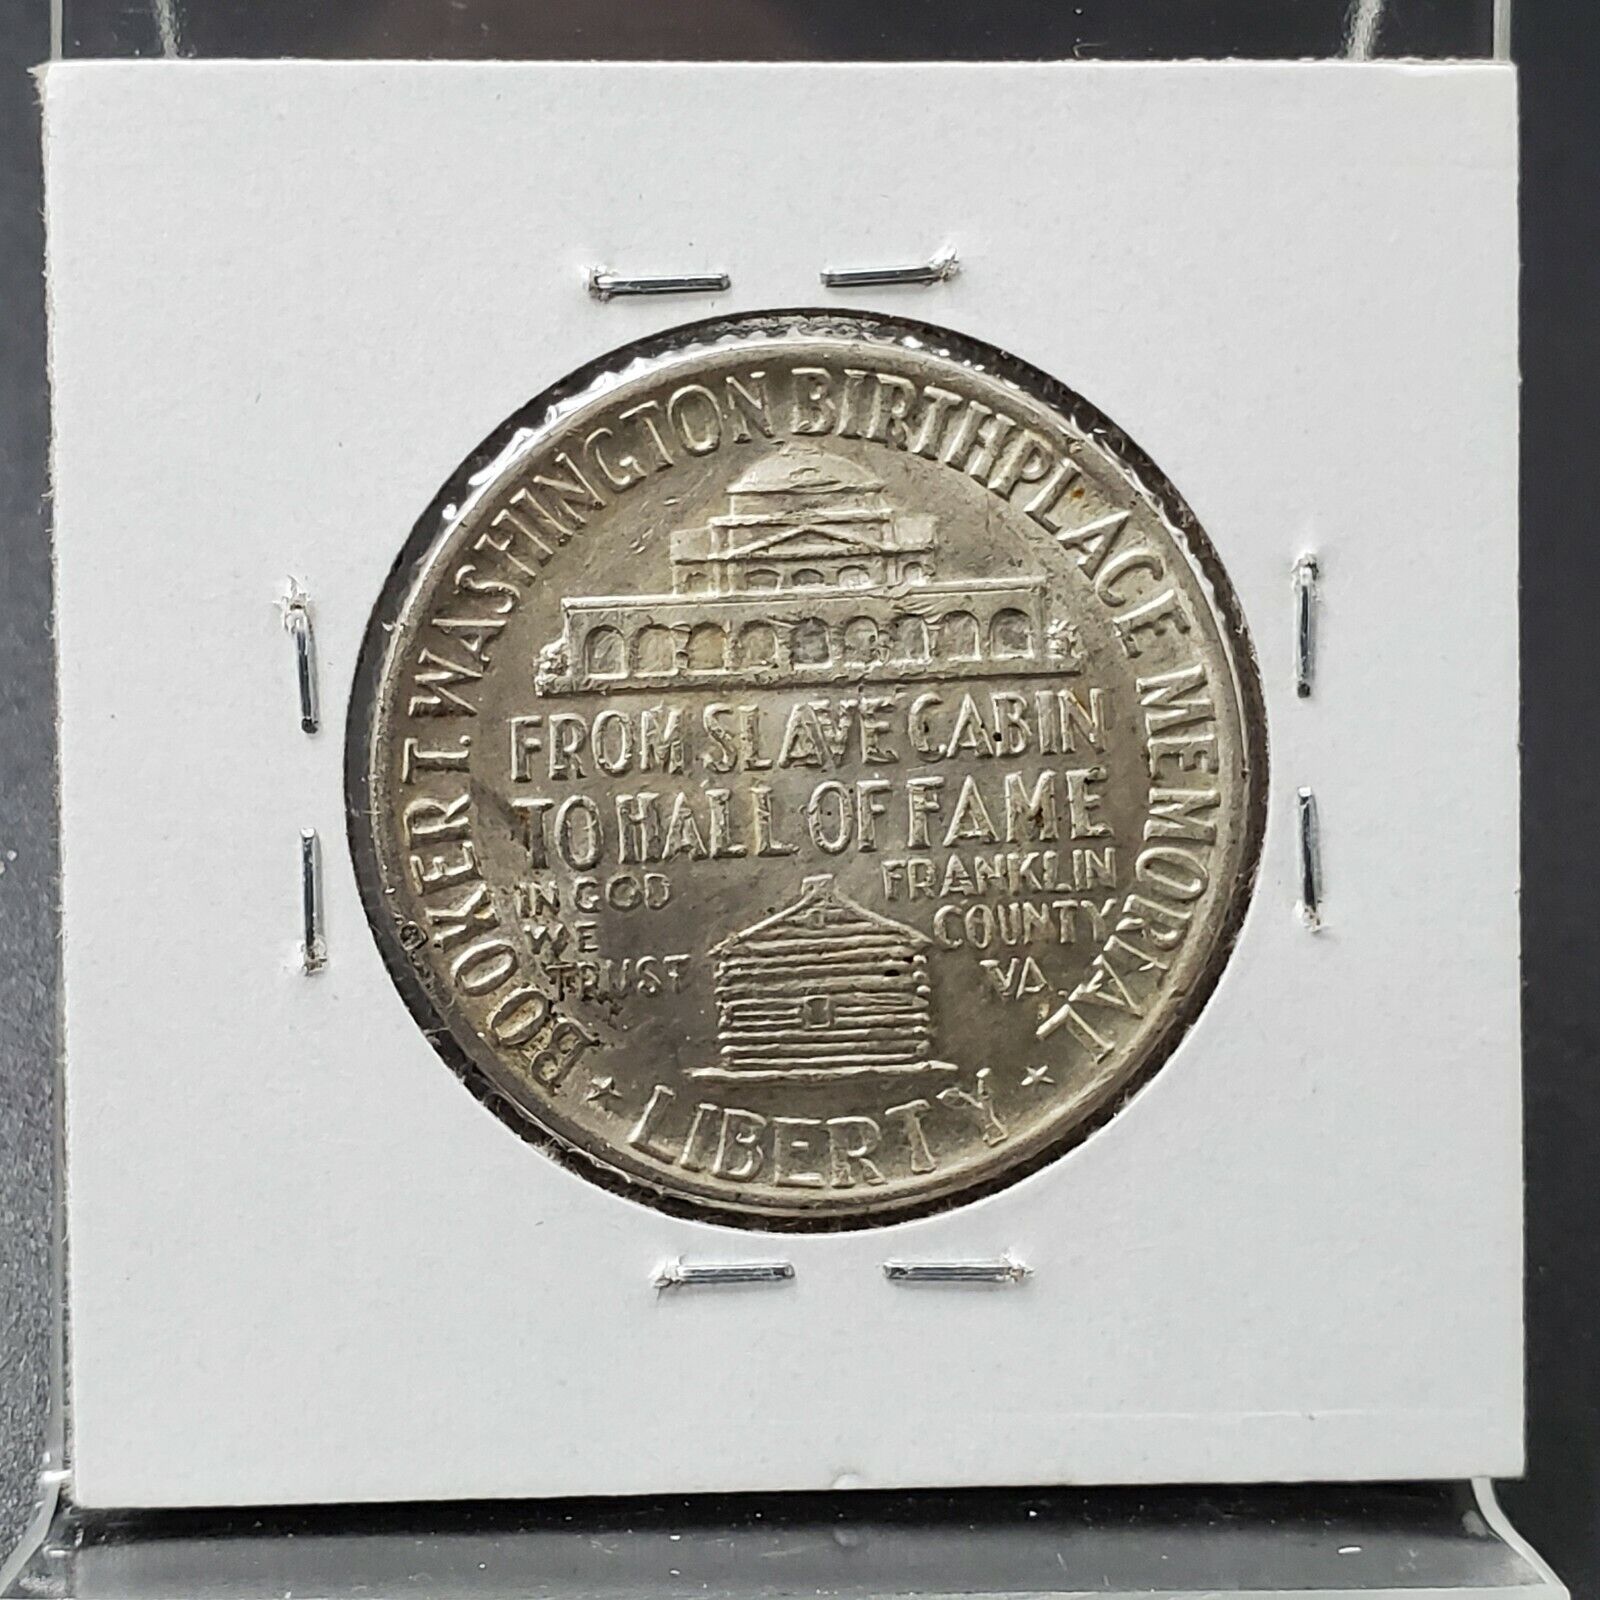 BOOKER T. WASHINGTON BIRTHPLACE MEMORIAL
FROM SLAVE CABIN
TO HALL OF FAME
IN GOD
WE
TRUST
FRANKLIN
COUNTY
VA.
LIBERTY